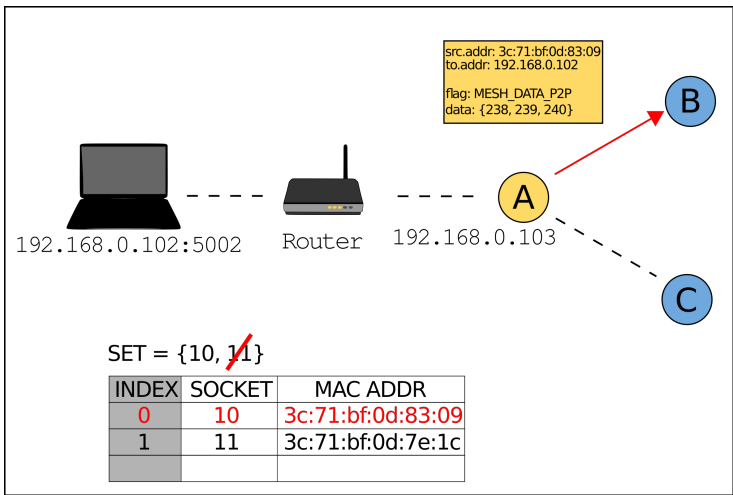 src.addr: 3c:71:bf:0d:83:09
to.addr: 192.168.0.102
flag: MESH_DATA_P2P
data: {238, 239, 240}
B
A
192.168.0.102:5002
Router
192.168.0.103
C
SET = {10, 11}
INDEX SOCKET MAC ADDR
0 10 3c:71:bf:0d:83:09
1 11 3c:71:bf:0d:7e:1c